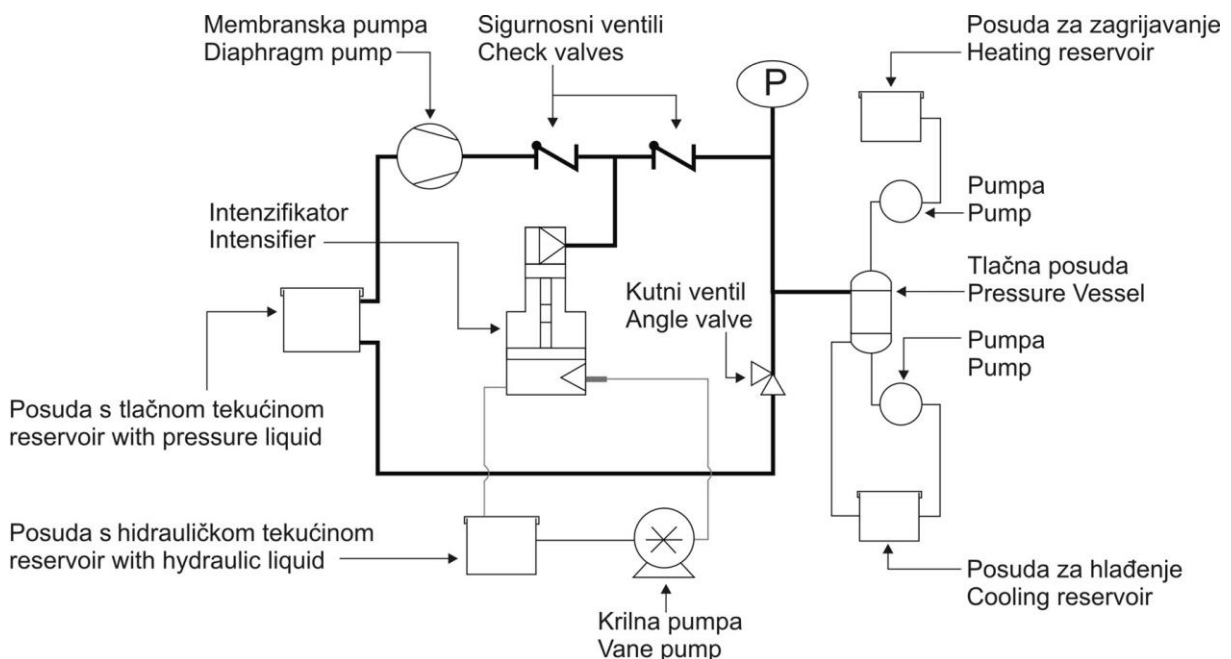 Membranska pumpa
Diaphragm pump
Sigurnosni ventili
Check valves
Posuda za zagrijavanje
Heating reservoir
P
Intenzifikator
Intensifier
Pumpa
Pump
Kutni ventil
Angle valve
Tlačna posuda
Pressure Vessel
Pumpa
Pump
Posuda s tlačnom tekućinom
reservoir with pressure liquid
Posuda s hidrauličkom tekućinom
reservoir with hydraulic liquid
Krilna pumpa
Vane pump
Posuda za hlađenje
Cooling reservoir